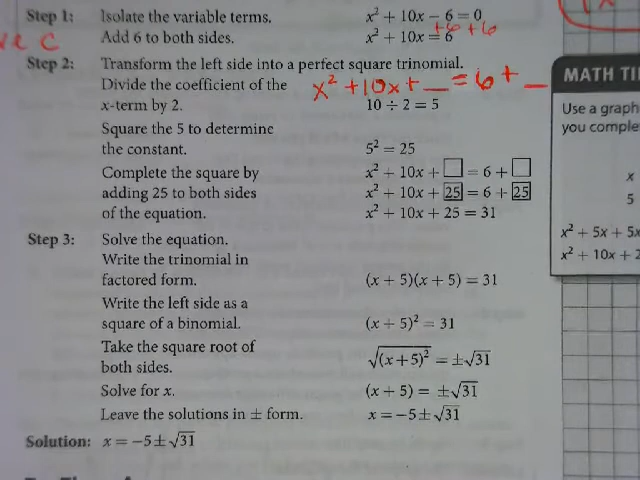 Step 1: Isolate the variable terms. x² + 10x − 6 = 0
+6 +6
ve c Add 6 to both sides. x² + 10x = 6
Step 2: Transform the left side into a perfect square trinomial.
Divide the coefficient of the x² + 10x + _ = 6 + _
x-term by 2. 10 ÷ 2 = 5
Square the 5 to determine
the constant. 5² = 25
Complete the square by x² + 10x + □ = 6 + □
adding 25 to both sides x² + 10x + 25 = 6 + 25
of the equation. x² + 10x + 25 = 31
Step 3: Solve the equation.
Write the trinomial in
factored form. (x + 5)(x + 5) = 31
Write the left side as a
square of a binomial. (x + 5)² = 31
Take the square root of
both sides. √(x + 5)² = ±√31
Solve for x. (x + 5) = ±√31
Leave the solutions in ± form. x = −5 ± √31
Solution: x = −5 ± √31
MATH TI
Use a graph
you comple
x
5
x² + 5x + 5x
x² + 10x + 2